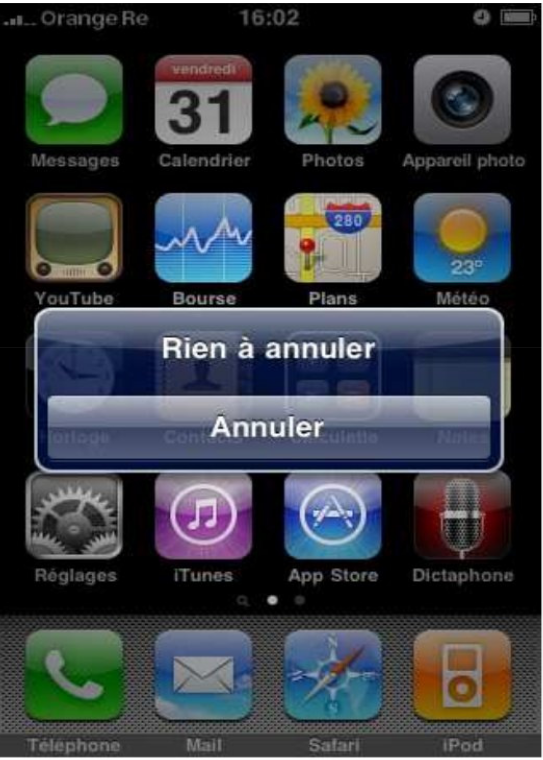 Orange Re 16:02
vendredi
31
Messages Calendrier Photos Appareil photo
280
23°
YouTube Bourse Plans Météo
Rien à annuler
Annuler
Horloge Contacts Calculette Notes
Réglages iTunes App Store Dictaphone
Téléphone Mail Safari iPod